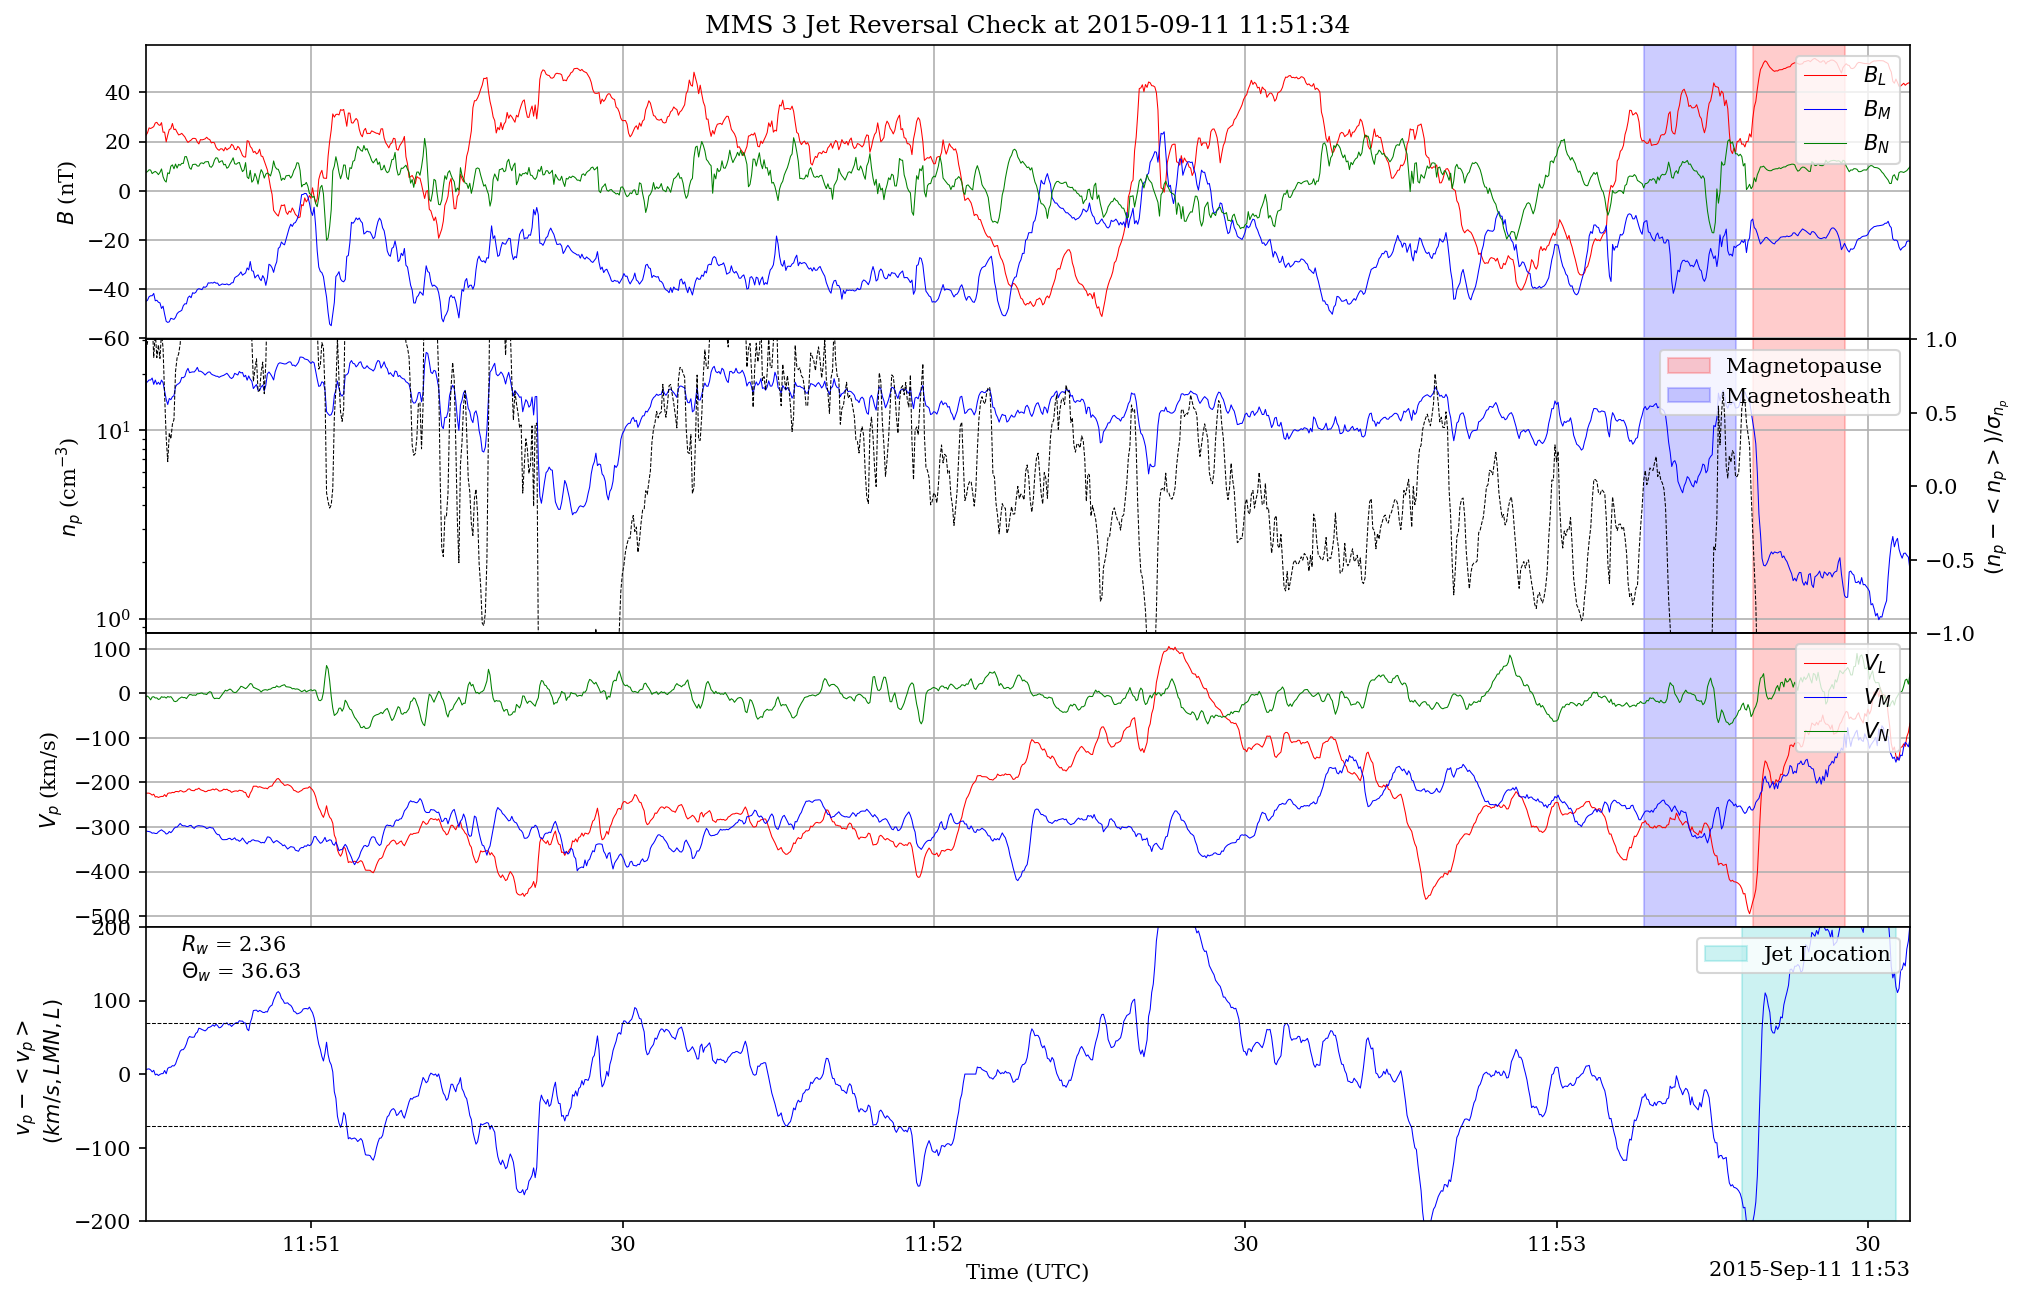 MMS 3 Jet Reversal Check at 2015-09-11 11:51:34
B (nT)
40
20
0
−20
−40
−60
B_L
B_M
B_N
n_p (cm^{−3})
10^1
10^0
1.0
0.5
0.0
−0.5
−1.0
(n_p − < n_p >)/σ_{n_p}
Magnetopause
Magnetosheath
V_p (km/s)
100
0
−100
−200
−300
−400
−500
V_L
V_M
V_N
v_p − < v_p >
(km/s, LMN, L)
200
100
0
−100
−200
R_w = 2.36
Θ_w = 36.63
Jet Location
11:51
30
11:52
30
11:53
30
Time (UTC)
2015-Sep-11 11:53